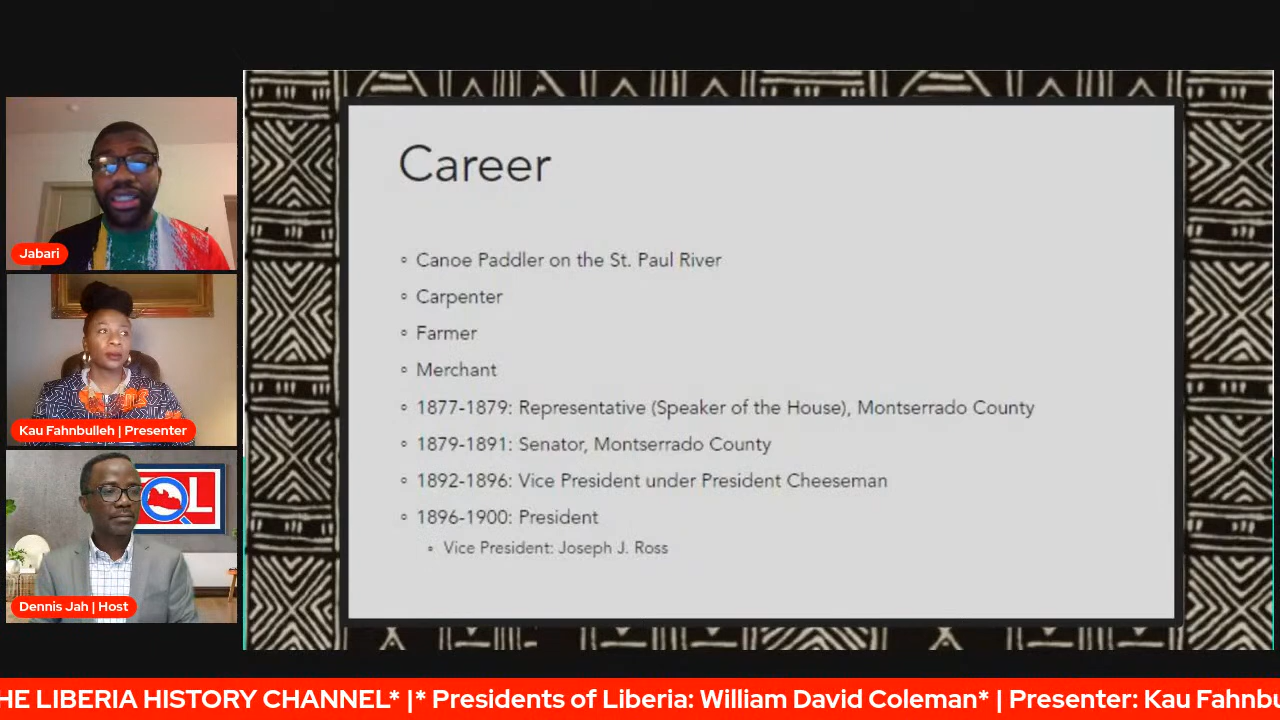 Jabari
Kau Fahnbulleh | Presenter
Dennis Jah | Host
OL
Career
Canoe Paddler on the St. Paul River
Carpenter
Farmer
Merchant
1877-1879: Representative (Speaker of the House), Montserrado County
1879-1891: Senator, Montserrado County
1892-1896: Vice President under President Cheeseman
1896-1900: President
Vice President: Joseph J. Ross
HE LIBERIA HISTORY CHANNEL* |* Presidents of Liberia: William David Coleman* | Presenter: Kau Fahnbu